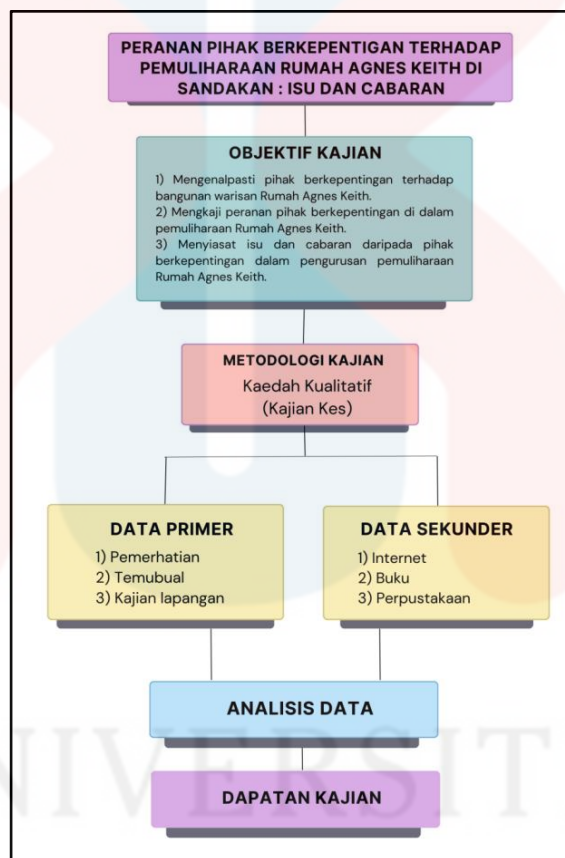 PERANAN PIHAK BERKEPENTIGAN TERHADAP
PEMULIHARAAN RUMAH AGNES KEITH DI
SANDAKAN : ISU DAN CABARAN
OBJEKTIF KAJIAN
1) Mengenalpasti pihak berkepentingan terhadap
bangunan warisan Rumah Agnes Keith.
2) Mengkaji peranan pihak berkepentingan di dalam
pemuliharaan Rumah Agnes Keith.
3) Menyiasat isu dan cabaran daripada pihak
berkepentingan dalam pengurusan pemuliharaan
Rumah Agnes Keith.
METODOLOGI KAJIAN
Kaedah Kualitatif
(Kajian Kes)
DATA PRIMER
1) Pemerhatian
2) Temubual
3) Kajian lapangan
DATA SEKUNDER
1) Internet
2) Buku
3) Perpustakaan
ANALISIS DATA
DAPATAN KAJIAN
NIVERSIT